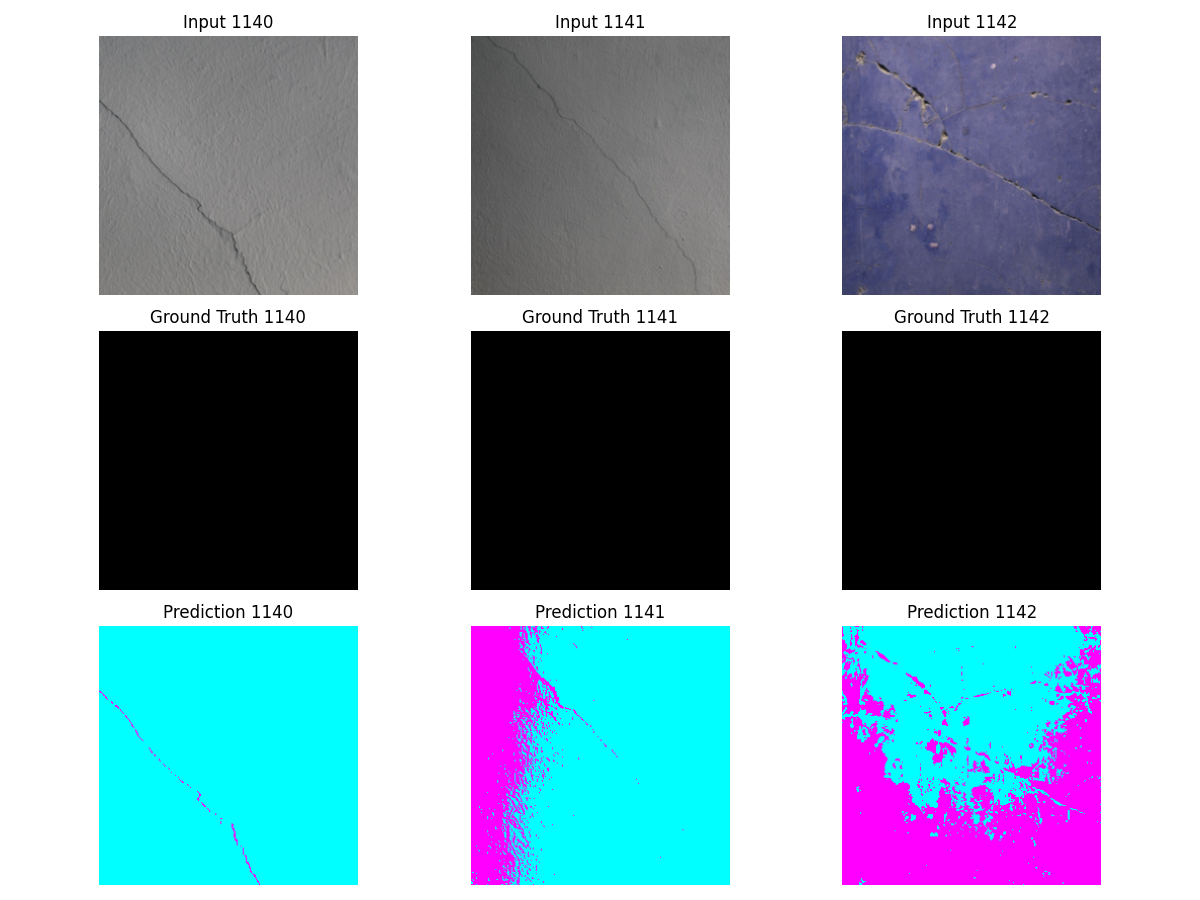 Input 1140
Input 1141
Input 1142
Ground Truth 1140
Ground Truth 1141
Ground Truth 1142
Prediction 1140
Prediction 1141
Prediction 1142